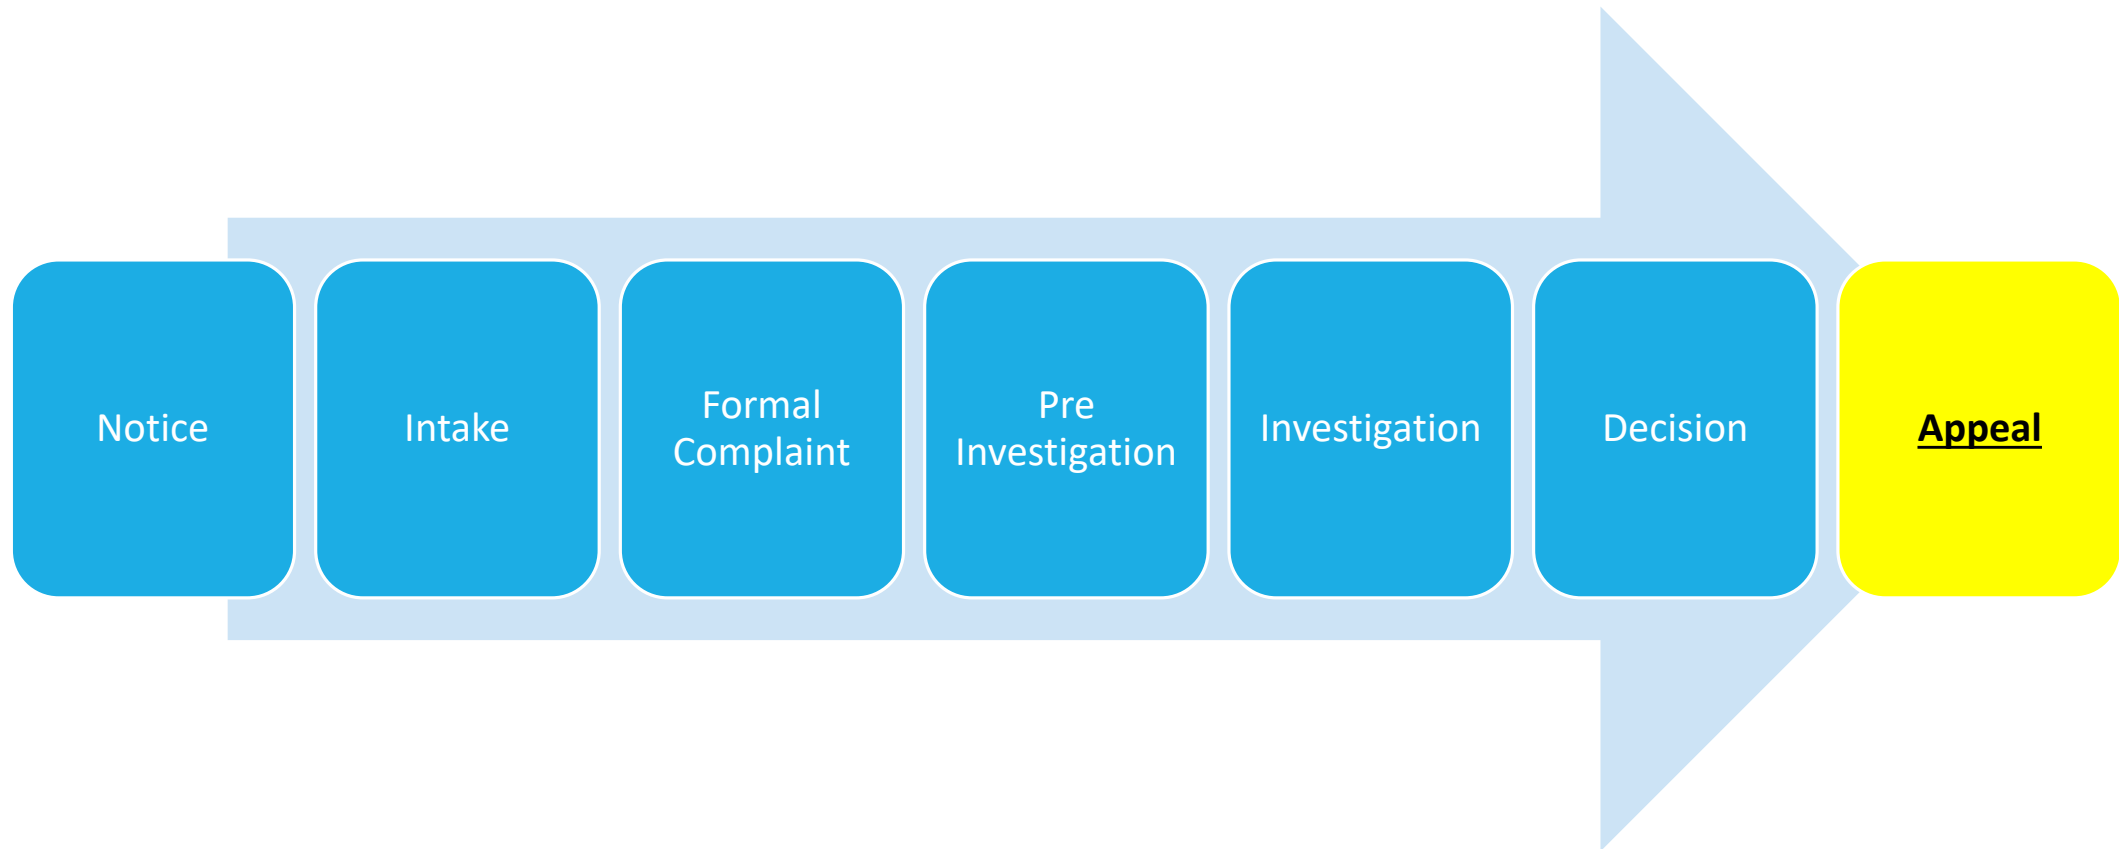 Notice
Intake
Formal
Complaint
Pre
Investigation
Investigation
Decision
Appeal